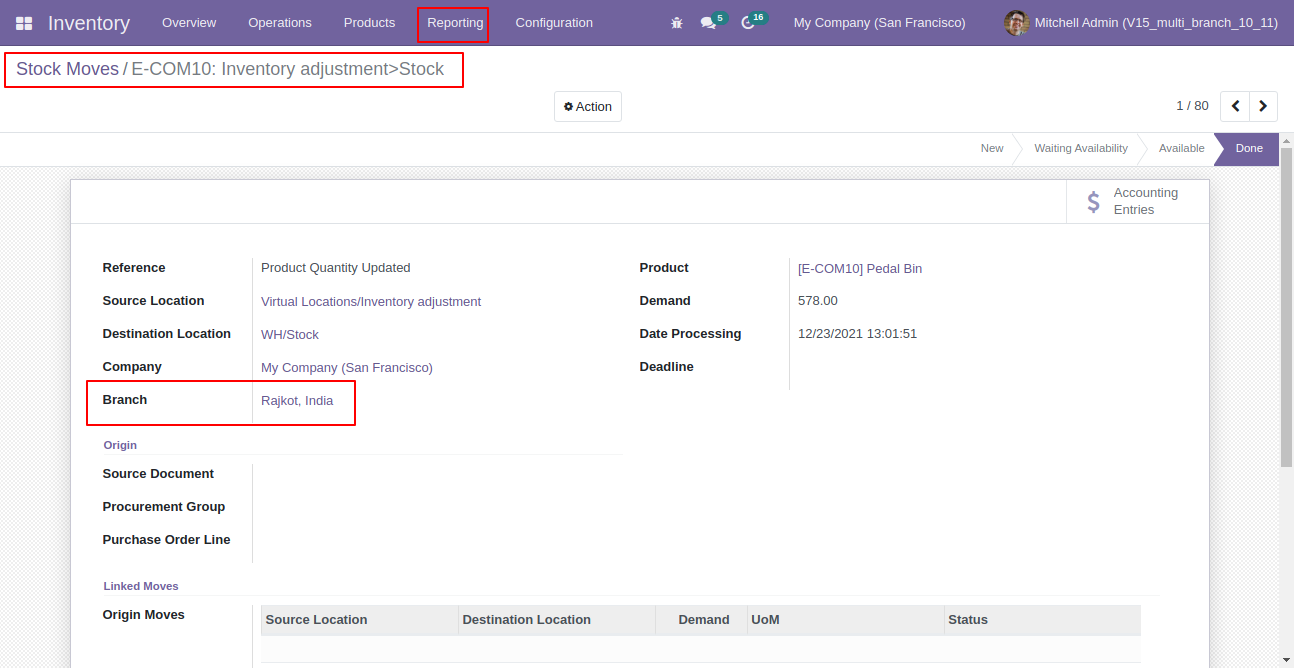 Inventory Overview Operations Products Reporting Configuration 5 16 My Company (San Francisco) Mitchell Admin (V15_multi_branch_10_11)
Stock Moves / E-COM10: Inventory adjustment>Stock
Action 1 / 80
New Waiting Availability Available Done
Accounting
Entries
Reference Product Quantity Updated Product [E-COM10] Pedal Bin
Source Location Virtual Locations/Inventory adjustment Demand 578.00
Destination Location WH/Stock Date Processing 12/23/2021 13:01:51
Company My Company (San Francisco) Deadline
Branch Rajkot, India
Origin
Source Document
Procurement Group
Purchase Order Line
Linked Moves
Origin Moves Source Location Destination Location Demand UoM Status